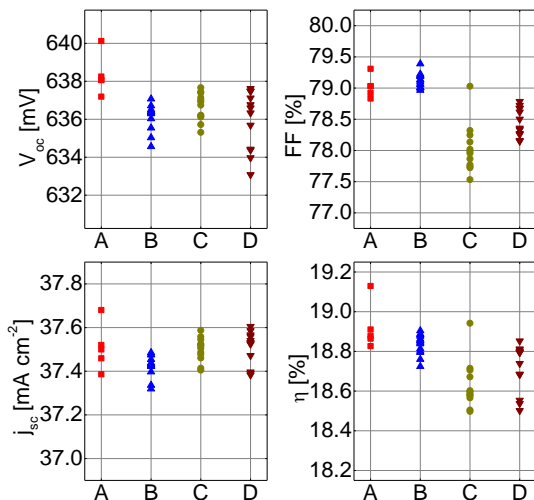 V_oc [mV]
640
638
636
634
632
A B C D
FF [%]
80.0
79.5
79.0
78.5
78.0
77.5
77.0
A B C D
j_sc [mA cm^-2]
37.8
37.6
37.4
37.2
37.0
A B C D
η [%]
19.2
19.0
18.8
18.6
18.4
18.2
A B C D